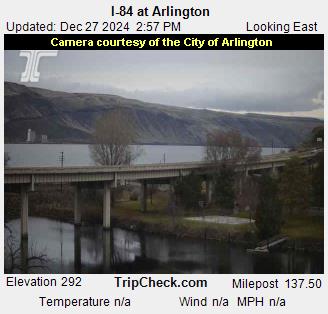 I-84 at Arlington
Updated: Dec 27 2024 2:57 PM Looking East
Camera courtesy of the City of Arlington
Elevation 292 TripCheck.com Milepost 137.50
Temperature n/a Wind n/a MPH n/a